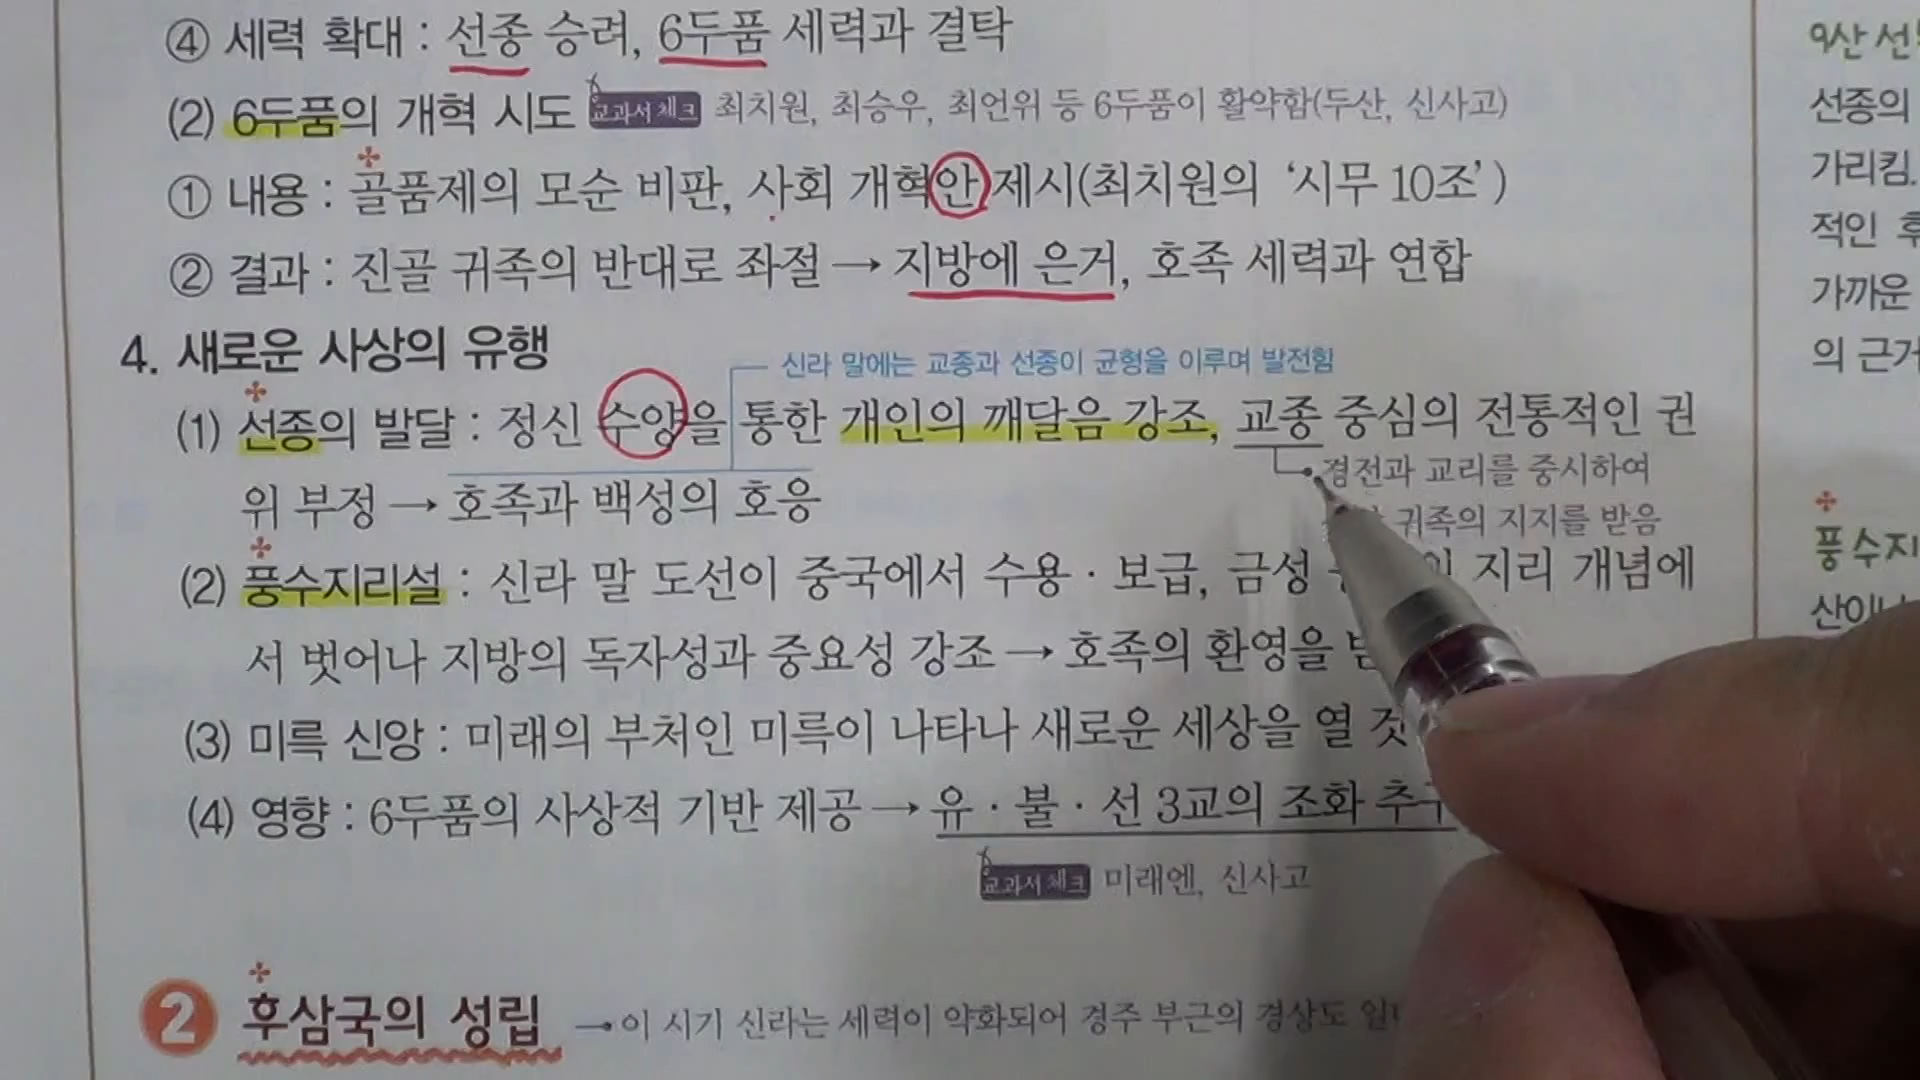 ④ 세력 확대 : 선종 승려, 6두품 세력과 결탁
(2) 6두품의 개혁 시도 교과서 체크 최치원, 최승우, 최언위 등 6두품이 활약함(두산, 신사고)
① 내용 : 골품제의 모순 비판, 사회 개혁안 제시(최치원의 '시무 10조')
② 결과 : 진골 귀족의 반대로 좌절 → 지방에 은거, 호족 세력과 연합
4. 새로운 사상의 유행
신라 말에는 교종과 선종이 균형을 이루며 발전함
(1) 선종의 발달 : 정신 수양을 통한 개인의 깨달음 강조, 교종 중심의 전통적인 권
경전과 교리를 중시하여
위 부정 → 호족과 백성의 호응
귀족의 지지를 받음
(2) 풍수지리설 : 신라 말 도선이 중국에서 수용·보급, 금성 지리 개념에
서 벗어나 지방의 독자성과 중요성 강조 → 호족의 환영을
(3) 미륵 신앙 : 미래의 부처인 미륵이 나타나 새로운 세상을 열
(4) 영향 : 6두품의 사상적 기반 제공 → 유·불·선 3교의 조화
교과서 체크 미래엔, 신사고
2 후삼국의 성립 → 이 시기 신라는 세력이 약화되어 경주 부근의 경상도
선종의
가리킴.
적인
가까운
의